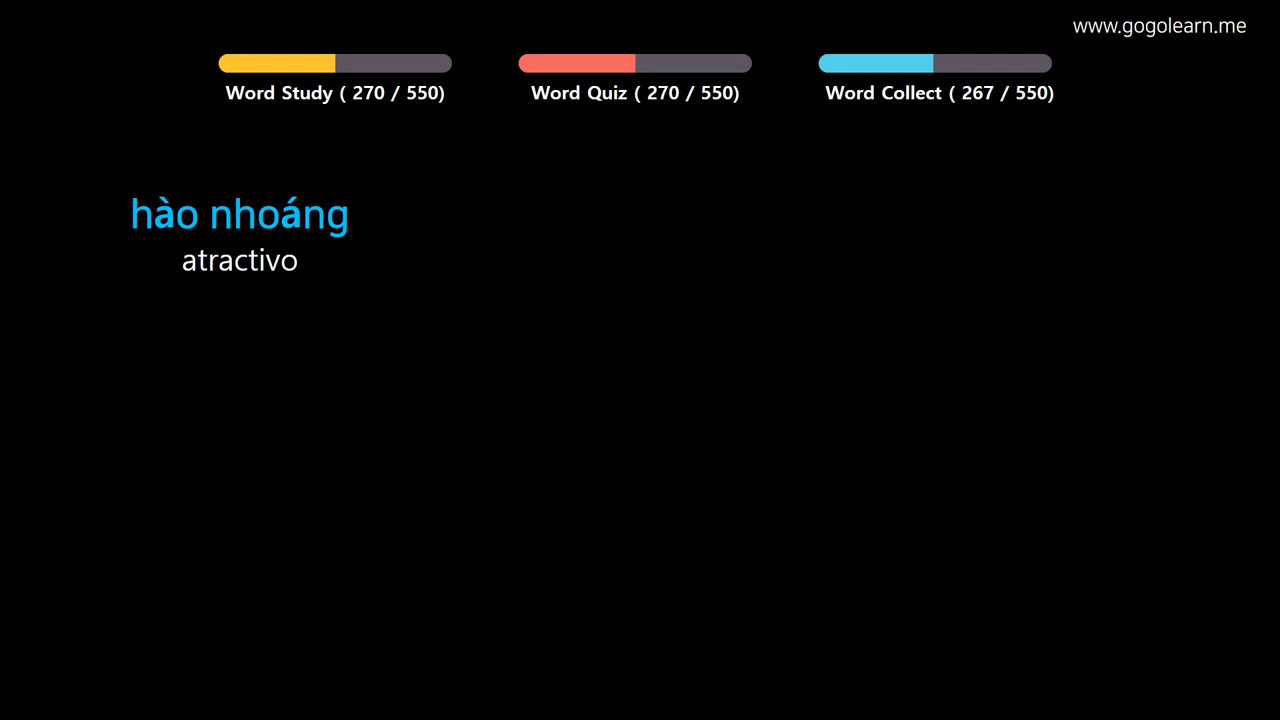 www.gogolearn.me
Word Study ( 270 / 550)
Word Quiz ( 270 / 550)
Word Collect ( 267 / 550)
hào nhoáng
atractivo